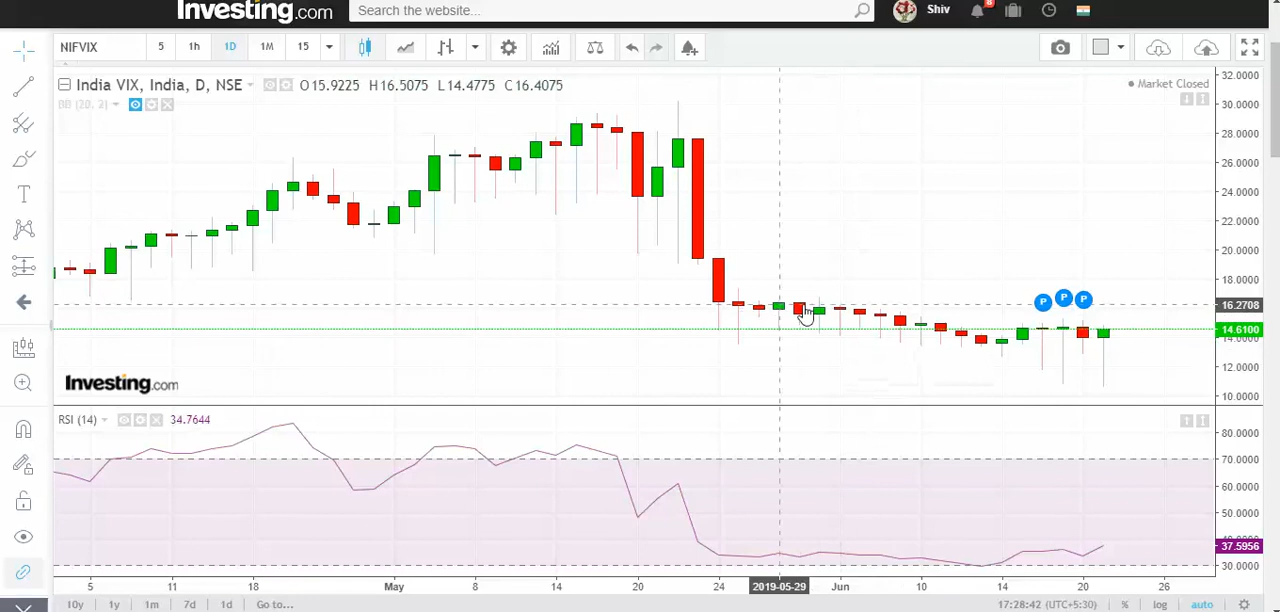 Investing.com Search the website... Shiv 8
NIFVIX 5 1h 1D 1M 15
India VIX, India, D, NSE O15.9225 H16.5075 L14.4775 C16.4075 Market Closed
BB (20, 2)
32.0000
30.0000
28.0000
26.0000
24.0000
22.0000
20.0000
18.0000
P P P
16.2708
14.6100
14.0000
12.0000
10.0000
Investing.com
RSI (14) 34.7644
80.0000
70.0000
60.0000
50.0000
37.5956
30.0000
5 11 18 May 8 14 20 24 2019-05-29 Jun 10 14 20 26
10y 1y 1m 7d 1d Go to... 17:28:42 (UTC+5:30) % log auto